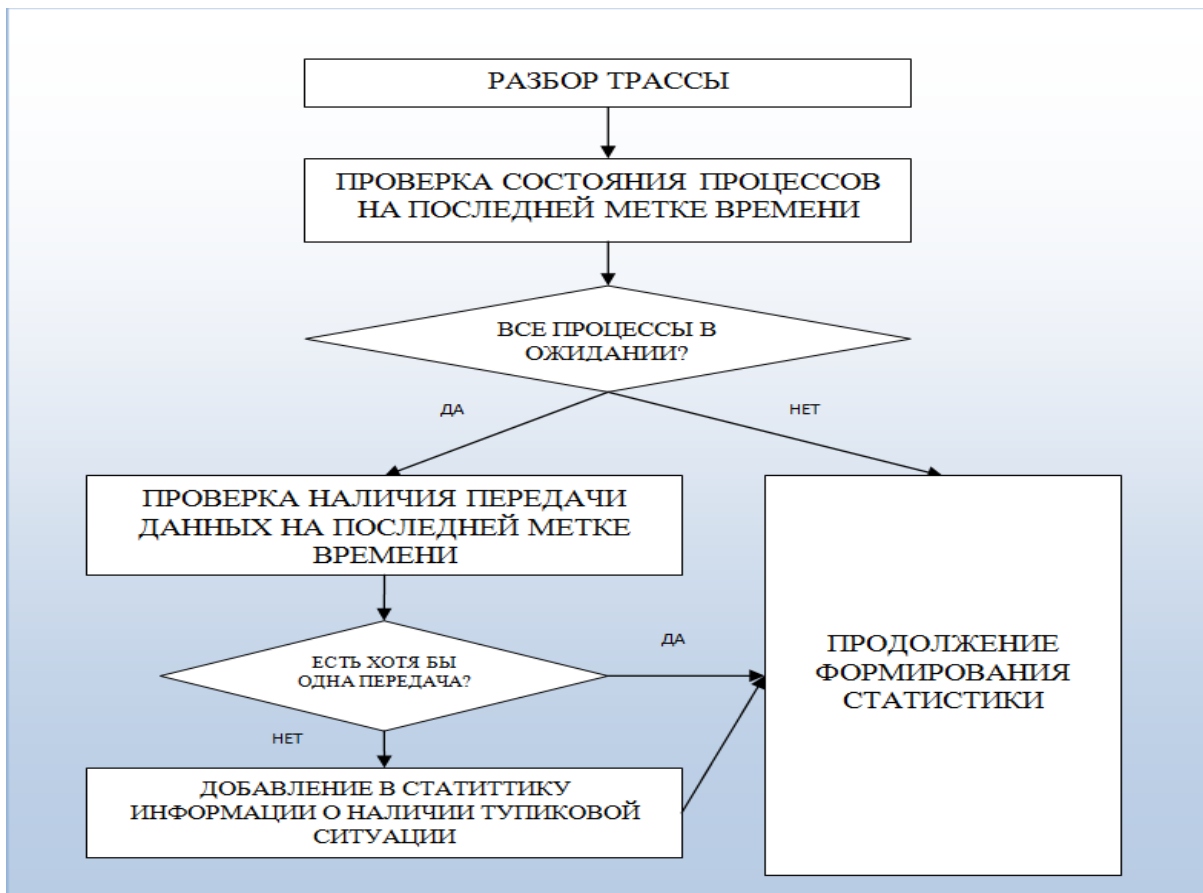 РАЗБОР ТРАССЫ
ПРОВЕРКА СОСТОЯНИЯ ПРОЦЕССОВ
НА ПОСЛЕДНЕЙ МЕТКЕ ВРЕМЕНИ
ВСЕ ПРОЦЕССЫ В
ОЖИДАНИИ?
ДА
НЕТ
ПРОВЕРКА НАЛИЧИЯ ПЕРЕДАЧИ
ДАННЫХ НА ПОСЛЕДНЕЙ МЕТКЕ
ВРЕМЕНИ
ЕСТЬ ХОТЯ БЫ
ОДНА ПЕРЕДАЧА?
ДА
НЕТ
ДОБАВЛЕНИЕ В СТАТИТТИКУ
ИНФОРМАЦИИ О НАЛИЧИИ ТУПИКОВОЙ
СИТУАЦИИ
ПРОДОЛЖЕНИЕ
ФОРМИРОВАНИЯ
СТАТИСТИКИ